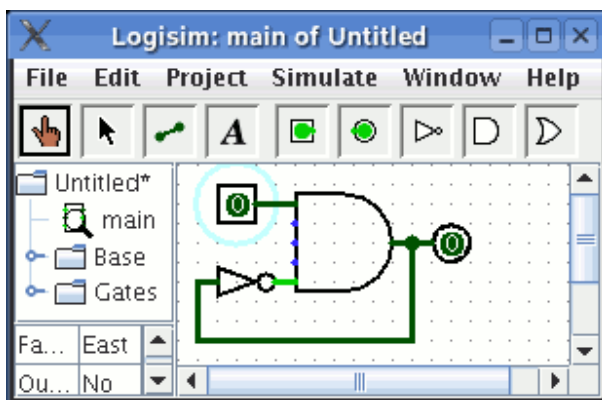 Logisim: main of Untitled
File Edit Project Simulate Window Help
A
Untitled*
main
Base
Gates
0
0
Fa... East
Ou... No